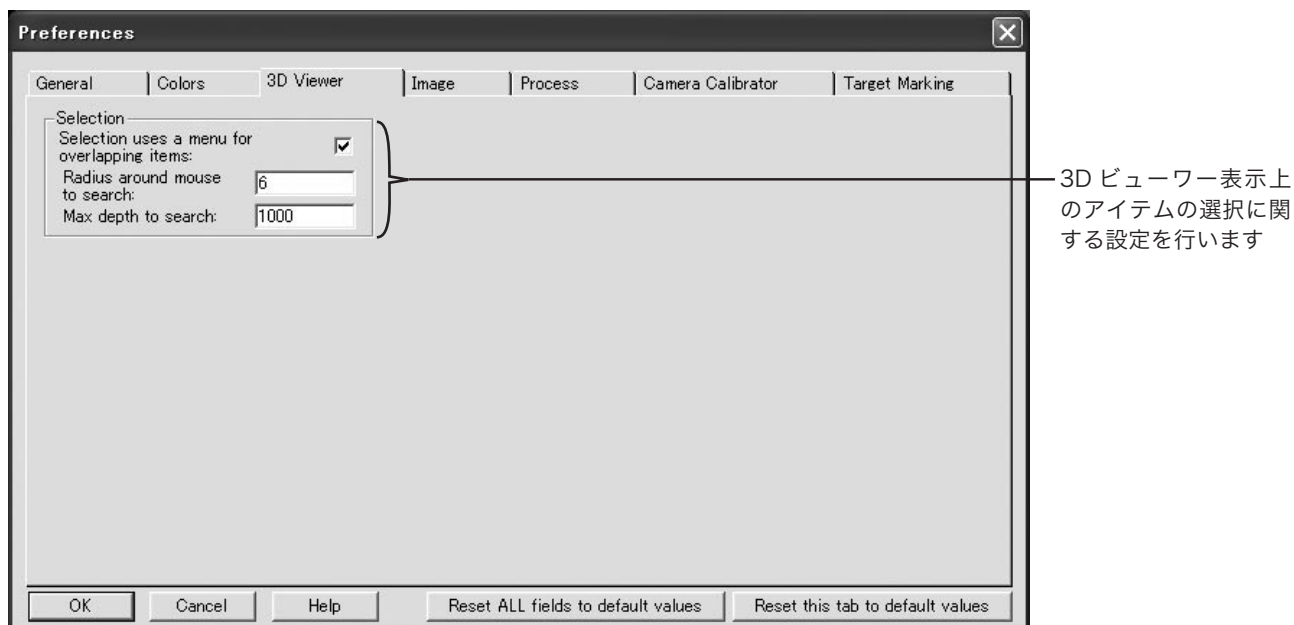 Preferences
General Colors 3D Viewer Image Process Camera Calibrator Target Marking
Selection
Selection uses a menu for
overlapping items:
Radius around mouse
to search:
6
Max depth to search:
1000
3D ビューワー表示上
のアイテムの選択に関
する設定を行います
OK Cancel Help Reset ALL fields to default values Reset this tab to default values